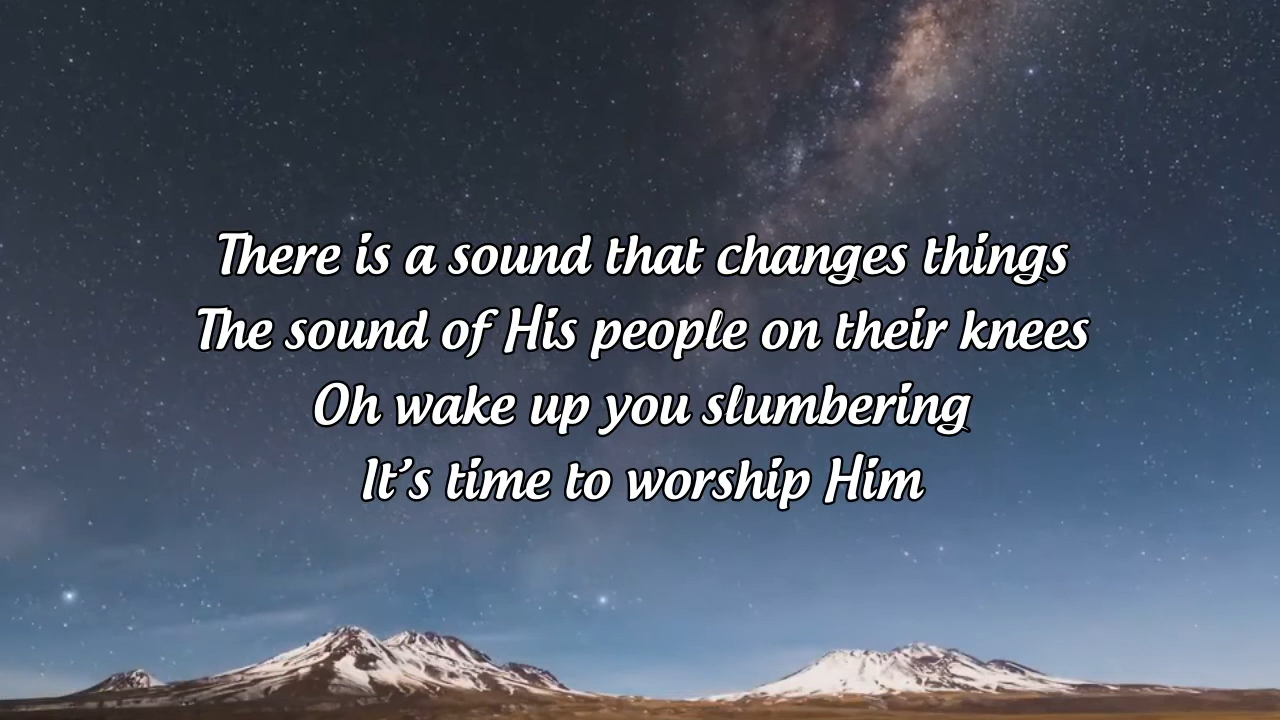 There is a sound that changes things
The sound of His people on their knees
Oh wake up you slumbering
It’s time to worship Him